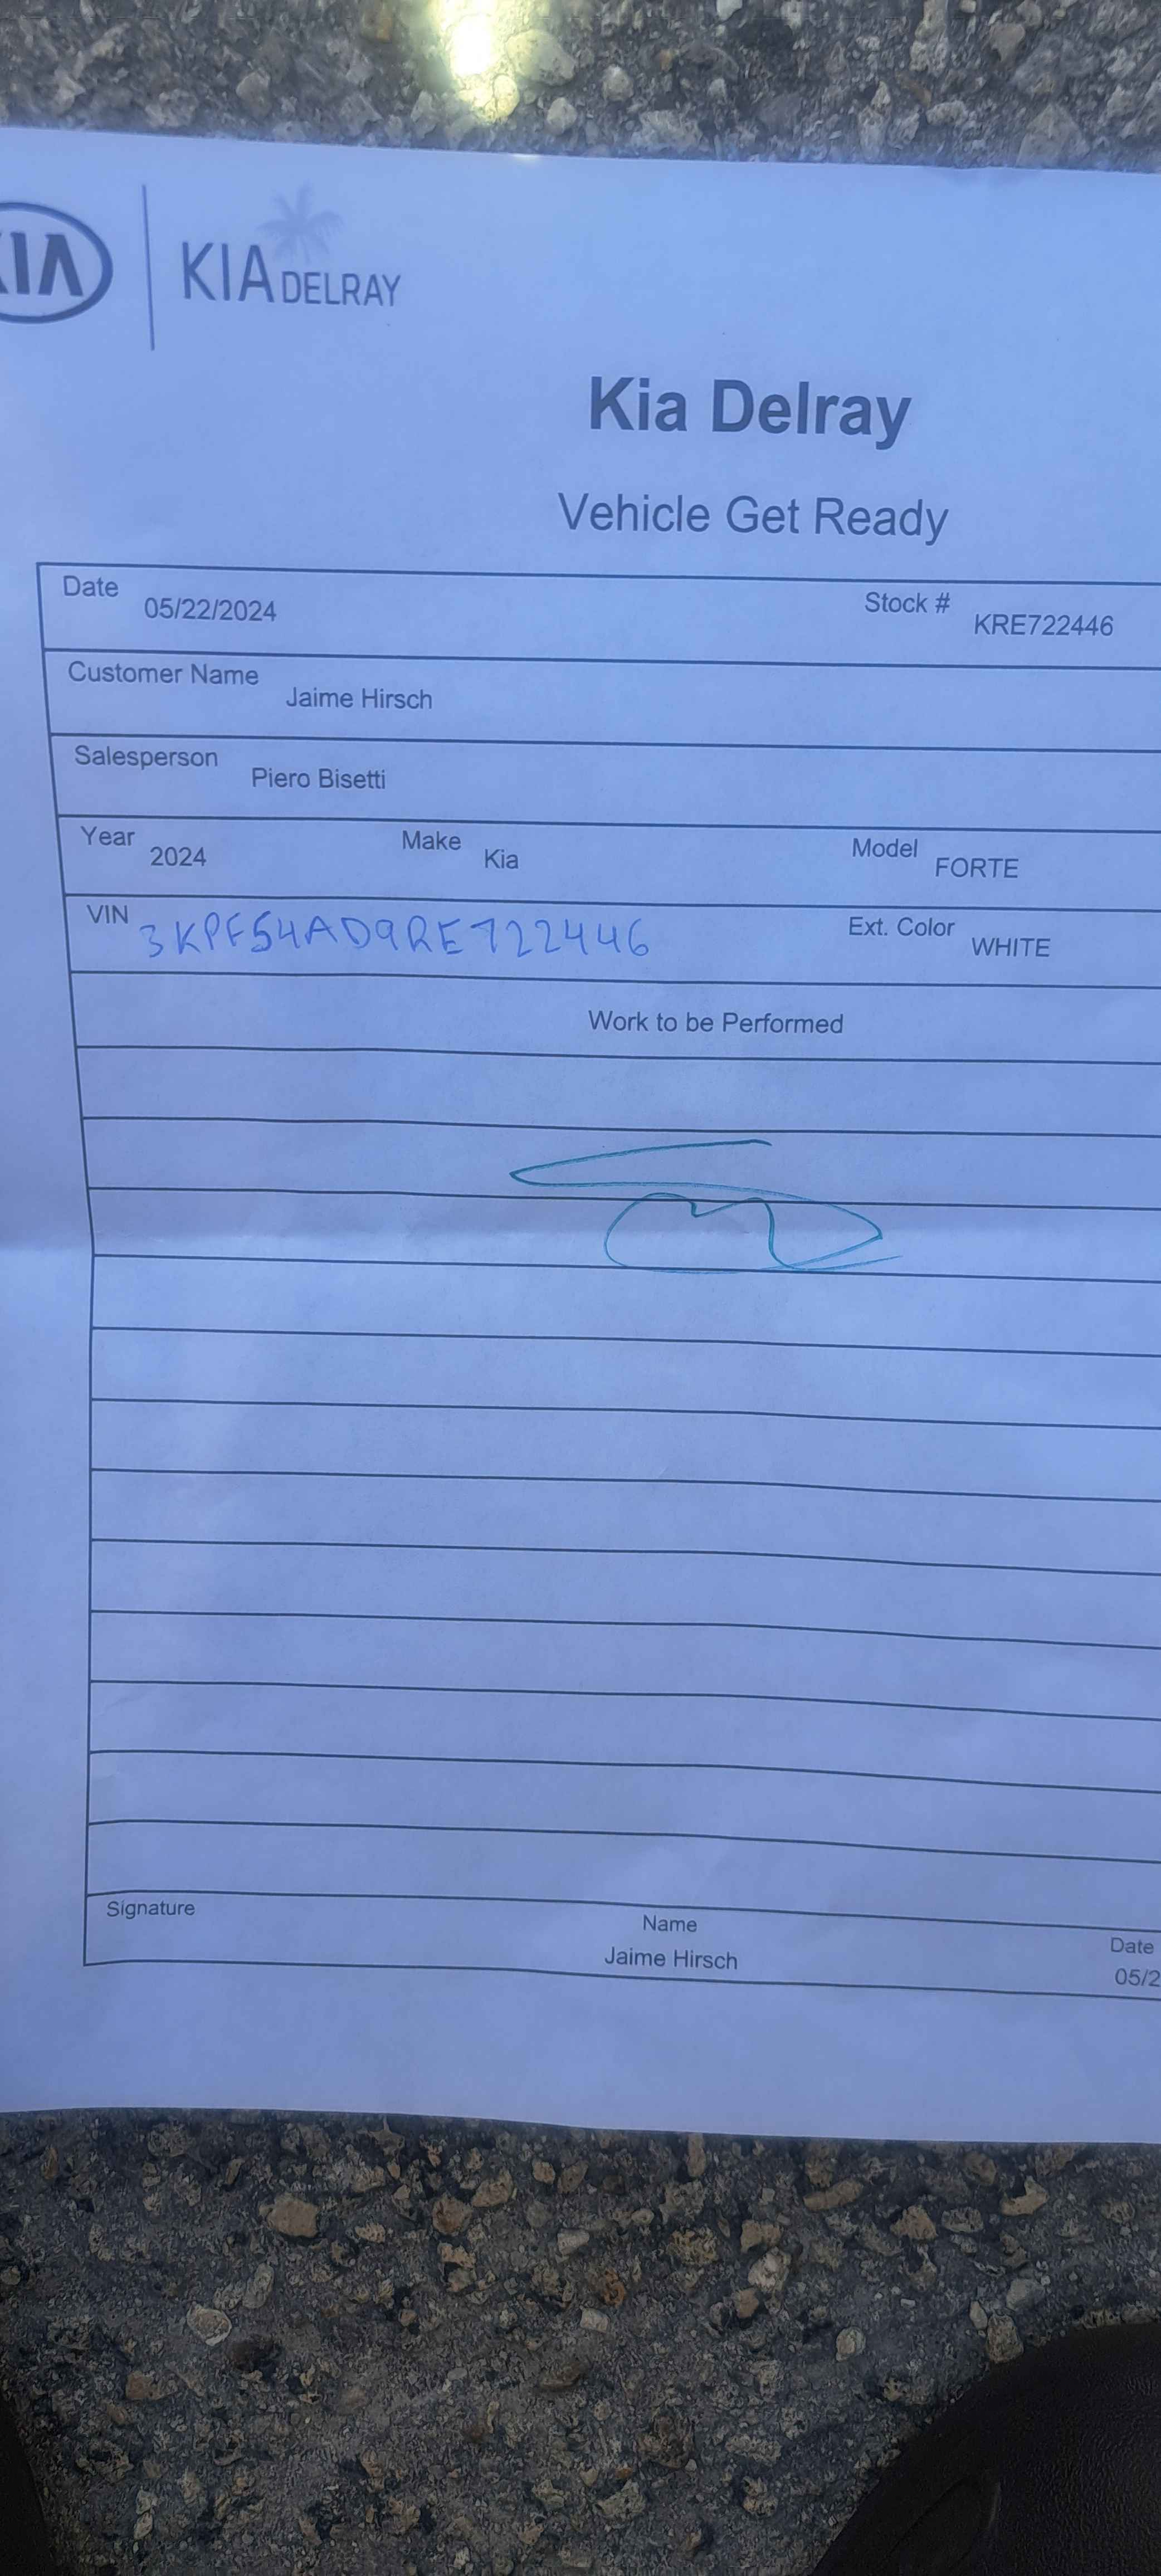 KIA
KIA DELRAY
Kia Delray
Vehicle Get Ready
Date 05/22/2024 Stock # KRE722446
Customer Name Jaime Hirsch
Salesperson Piero Bisetti
Year 2024 Make Kia Model FORTE
VIN 3KPF54AD9RE722446 Ext. Color WHITE
Work to be Performed
Signature Name Date
Jaime Hirsch 05/2